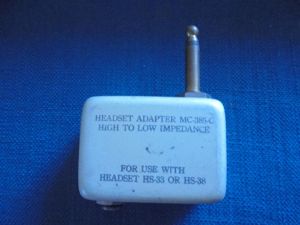 HEADSET ADAPTER MC-385-C
HIGH TO LOW IMPEDANCE
FOR USE WITH
HEADSET HS-33 OR HS-38